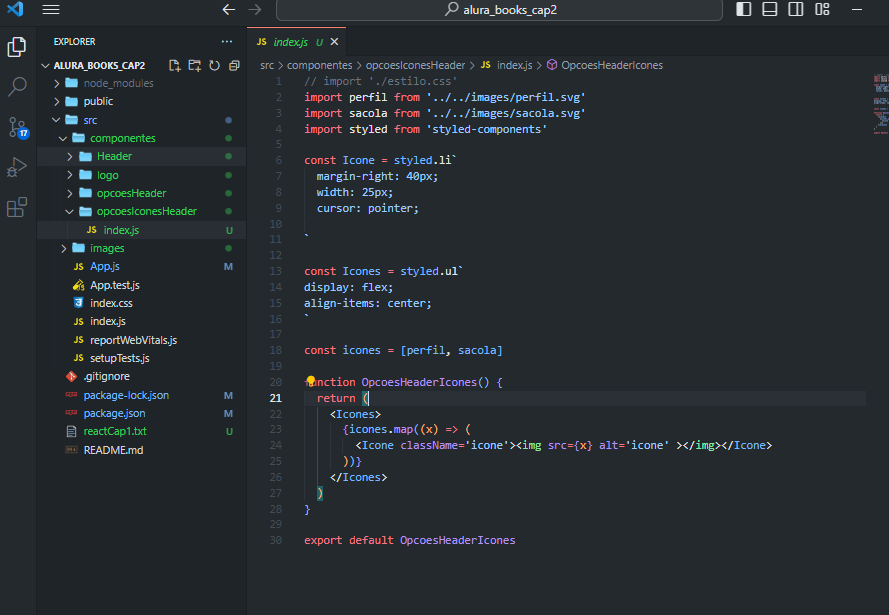 alura_books_cap2
EXPLORER ...
JS index.js U ×
ALURA_BOOKS_CAP2
node_modules
public
src
componentes
Header
logo
opcoesHeader
opcoesIconesHeader
JS index.js U
images
JS App.js M
App.test.js
index.css
JS index.js
JS reportWebVitals.js
JS setupTests.js
.gitignore
package-lock.json M
package.json M
reactCap1.txt U
README.md
17
src > componentes > opcoesIconesHeader > JS index.js > OpcoesHeaderIcones
1 // import './estilo.css'
2 import perfil from '../../images/perfil.svg'
3 import sacola from '../../images/sacola.svg'
4 import styled from 'styled-components'
5
6 const Icone = styled.li`
7 margin-right: 40px;
8 width: 25px;
9 cursor: pointer;
10
11 `
12
13 const Icones = styled.ul`
14 display: flex;
15 align-items: center;
16 `
17
18 const icones = [perfil, sacola]
19
20 function OpcoesHeaderIcones() {
21 return (
22 <Icones>
23 {icones.map((x) => (
24 <Icone className='icone'><img src={x} alt='icone' ></img></Icone>
25 ))}
26 </Icones>
27 )
28 }
29
30 export default OpcoesHeaderIcones